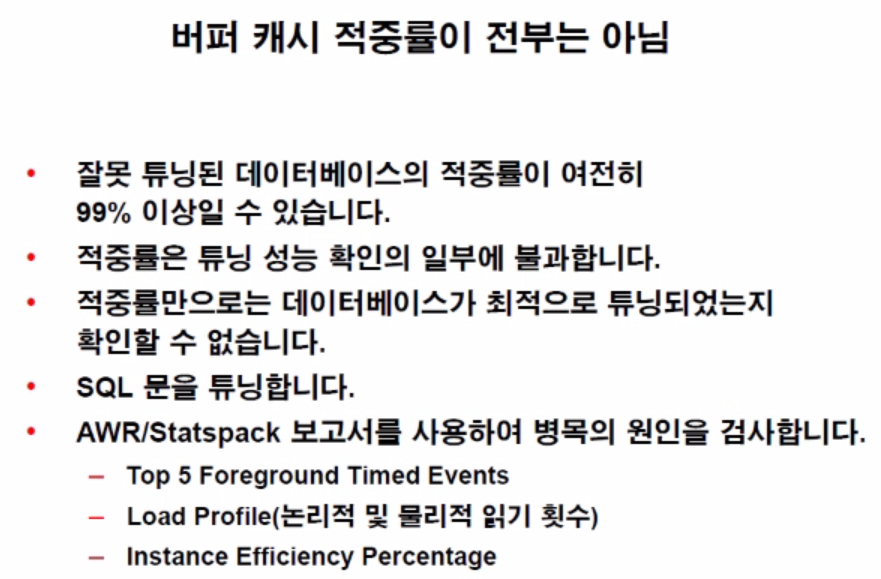 버퍼 캐시 적중률이 전부는 아님
• 잘못 튜닝된 데이터베이스의 적중률이 여전히
99% 이상일 수 있습니다.
• 적중률은 튜닝 성능 확인의 일부에 불과합니다.
• 적중률만으로는 데이터베이스가 최적으로 튜닝되었는지
확인할 수 없습니다.
• SQL 문을 튜닝합니다.
• AWR/Statspack 보고서를 사용하여 병목의 원인을 검사합니다.
– Top 5 Foreground Timed Events
– Load Profile(논리적 및 물리적 읽기 횟수)
– Instance Efficiency Percentage